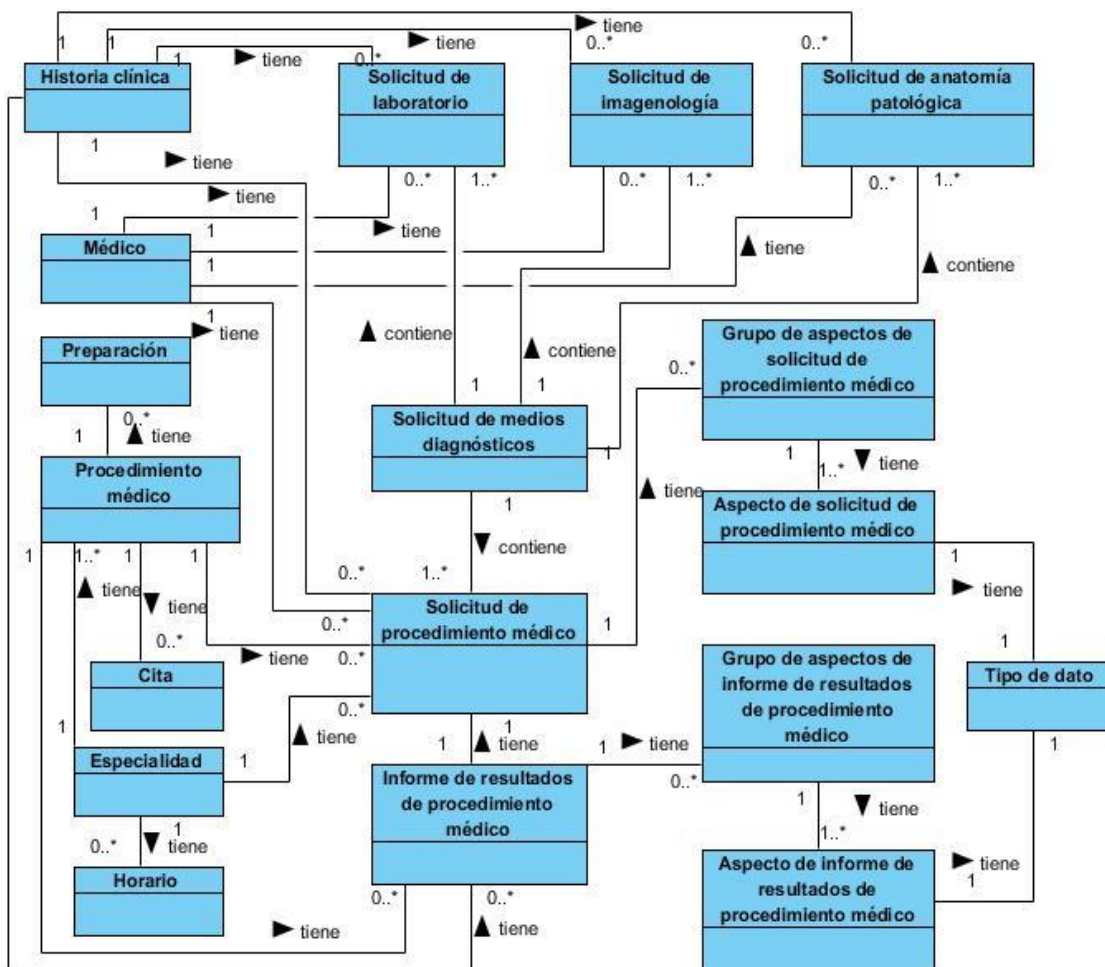 1 1 1 tiene 0..* tiene 0..* tiene 0..*
Historia clínica
Solicitud de
laboratorio
Solicitud de
imagenología
Solicitud de anatomía
patológica
1 tiene
tiene
0..* 1..* 0..* 1..* 0..* 1..*
1 1 tiene
Médico
1 tiene contiene
1 tiene
Preparación
contiene contiene
Grupo de aspectos de
solicitud de
procedimiento médico
0..*
0..*
1 tiene
1 1
Solicitud de medios
diagnósticos
1
1 1..* tiene
Procedimiento
médico
tiene
Aspecto de solicitud de
procedimiento médico
1
contiene
1 1..* 1 1
tiene tiene
0..*
0..* 1..*
1 tiene
Solicitud de
procedimiento médico
0..* 1
tiene 0..*
1
Cita
Grupo de aspectos de
informe de resultados
de procedimiento
médico
Tipo de dato
0..*
1
1 tiene
1 tiene
1 tiene 1
Especialidad
Informe de resultados
de procedimiento
médico
0..*
1
0..* tiene
1 tiene
1..*
Horario
Aspecto de informe de
resultados de
procedimiento médico
tiene
1
0..* 0..*
tiene tiene